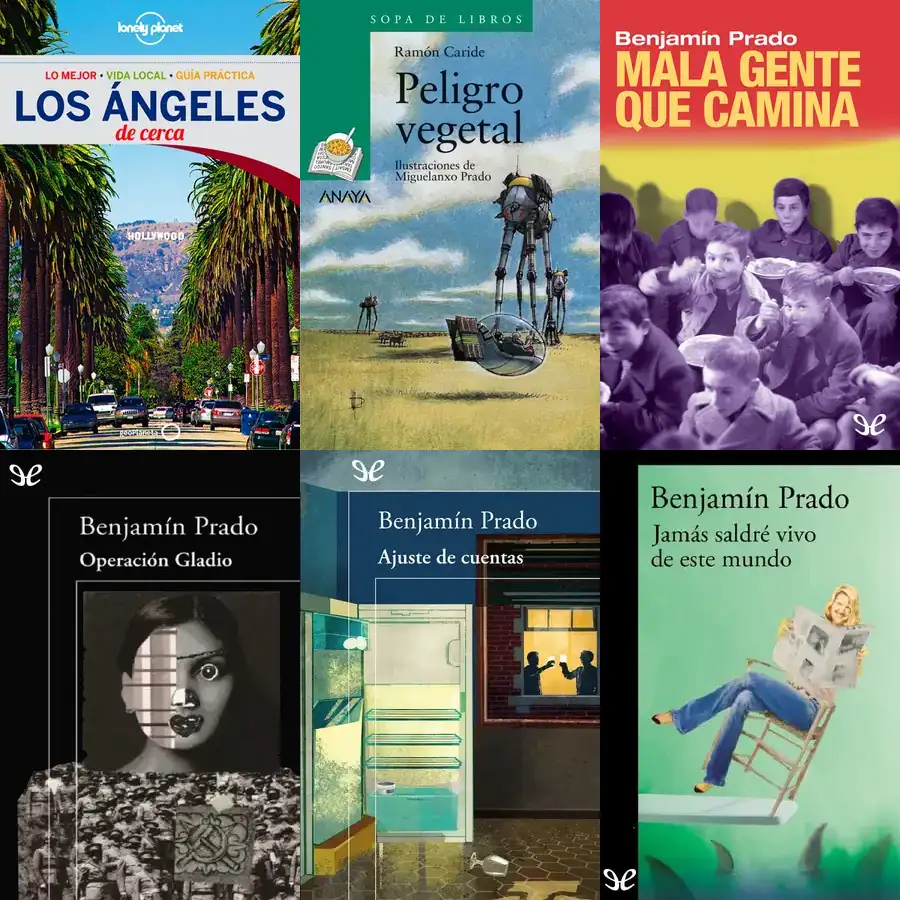 lonely planet
LO MEJOR • VIDA LOCAL • GUÍA PRÁCTICA
LOS ÁNGELES
de cerca
HOLLYWOOD
geoPlaneta
SOPA DE LIBROS
Ramón Caride
Peligro
vegetal
Ilustraciones de
Miguelanxo Prado
ANAYA
Benjamín Prado
MALA GENTE
QUE CAMINA
Benjamín Prado
Operación Gladio
Benjamín Prado
Ajuste de cuentas
Benjamín Prado
Jamás saldré vivo
de este mundo